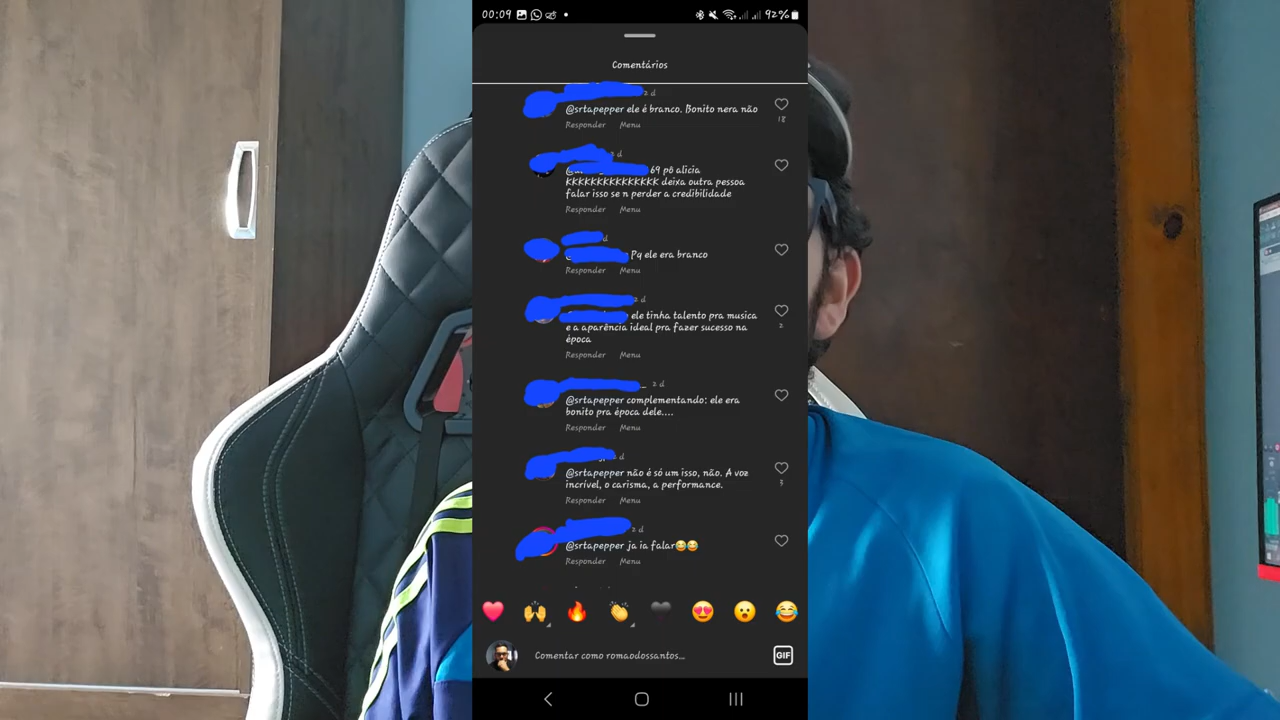 00:09
92%
Comentários
2 d
@srtapepper ele é branco. Bonito nera não
18
Responder Menu
d
69 pô alicia
KKKKKKKKKKKKKKK deixa outra pessoa
falar isso se n perder a credibilidade
Responder Menu
d
Pq ele era branco
Responder Menu
2 d
ele tinha talento pra musica
e a aparência ideal pra fazer sucesso na
época
2
Responder Menu
2 d
@srtapepper complementando: ele era
bonito pra época dele....
Responder Menu
d
@srtapepper não é só um isso, não. A voz
incrível, o carisma, a performance.
3
Responder Menu
2 d
@srtapepper ja ia falar😂😂
Responder Menu
Comentar como romaodossantos...
GIF